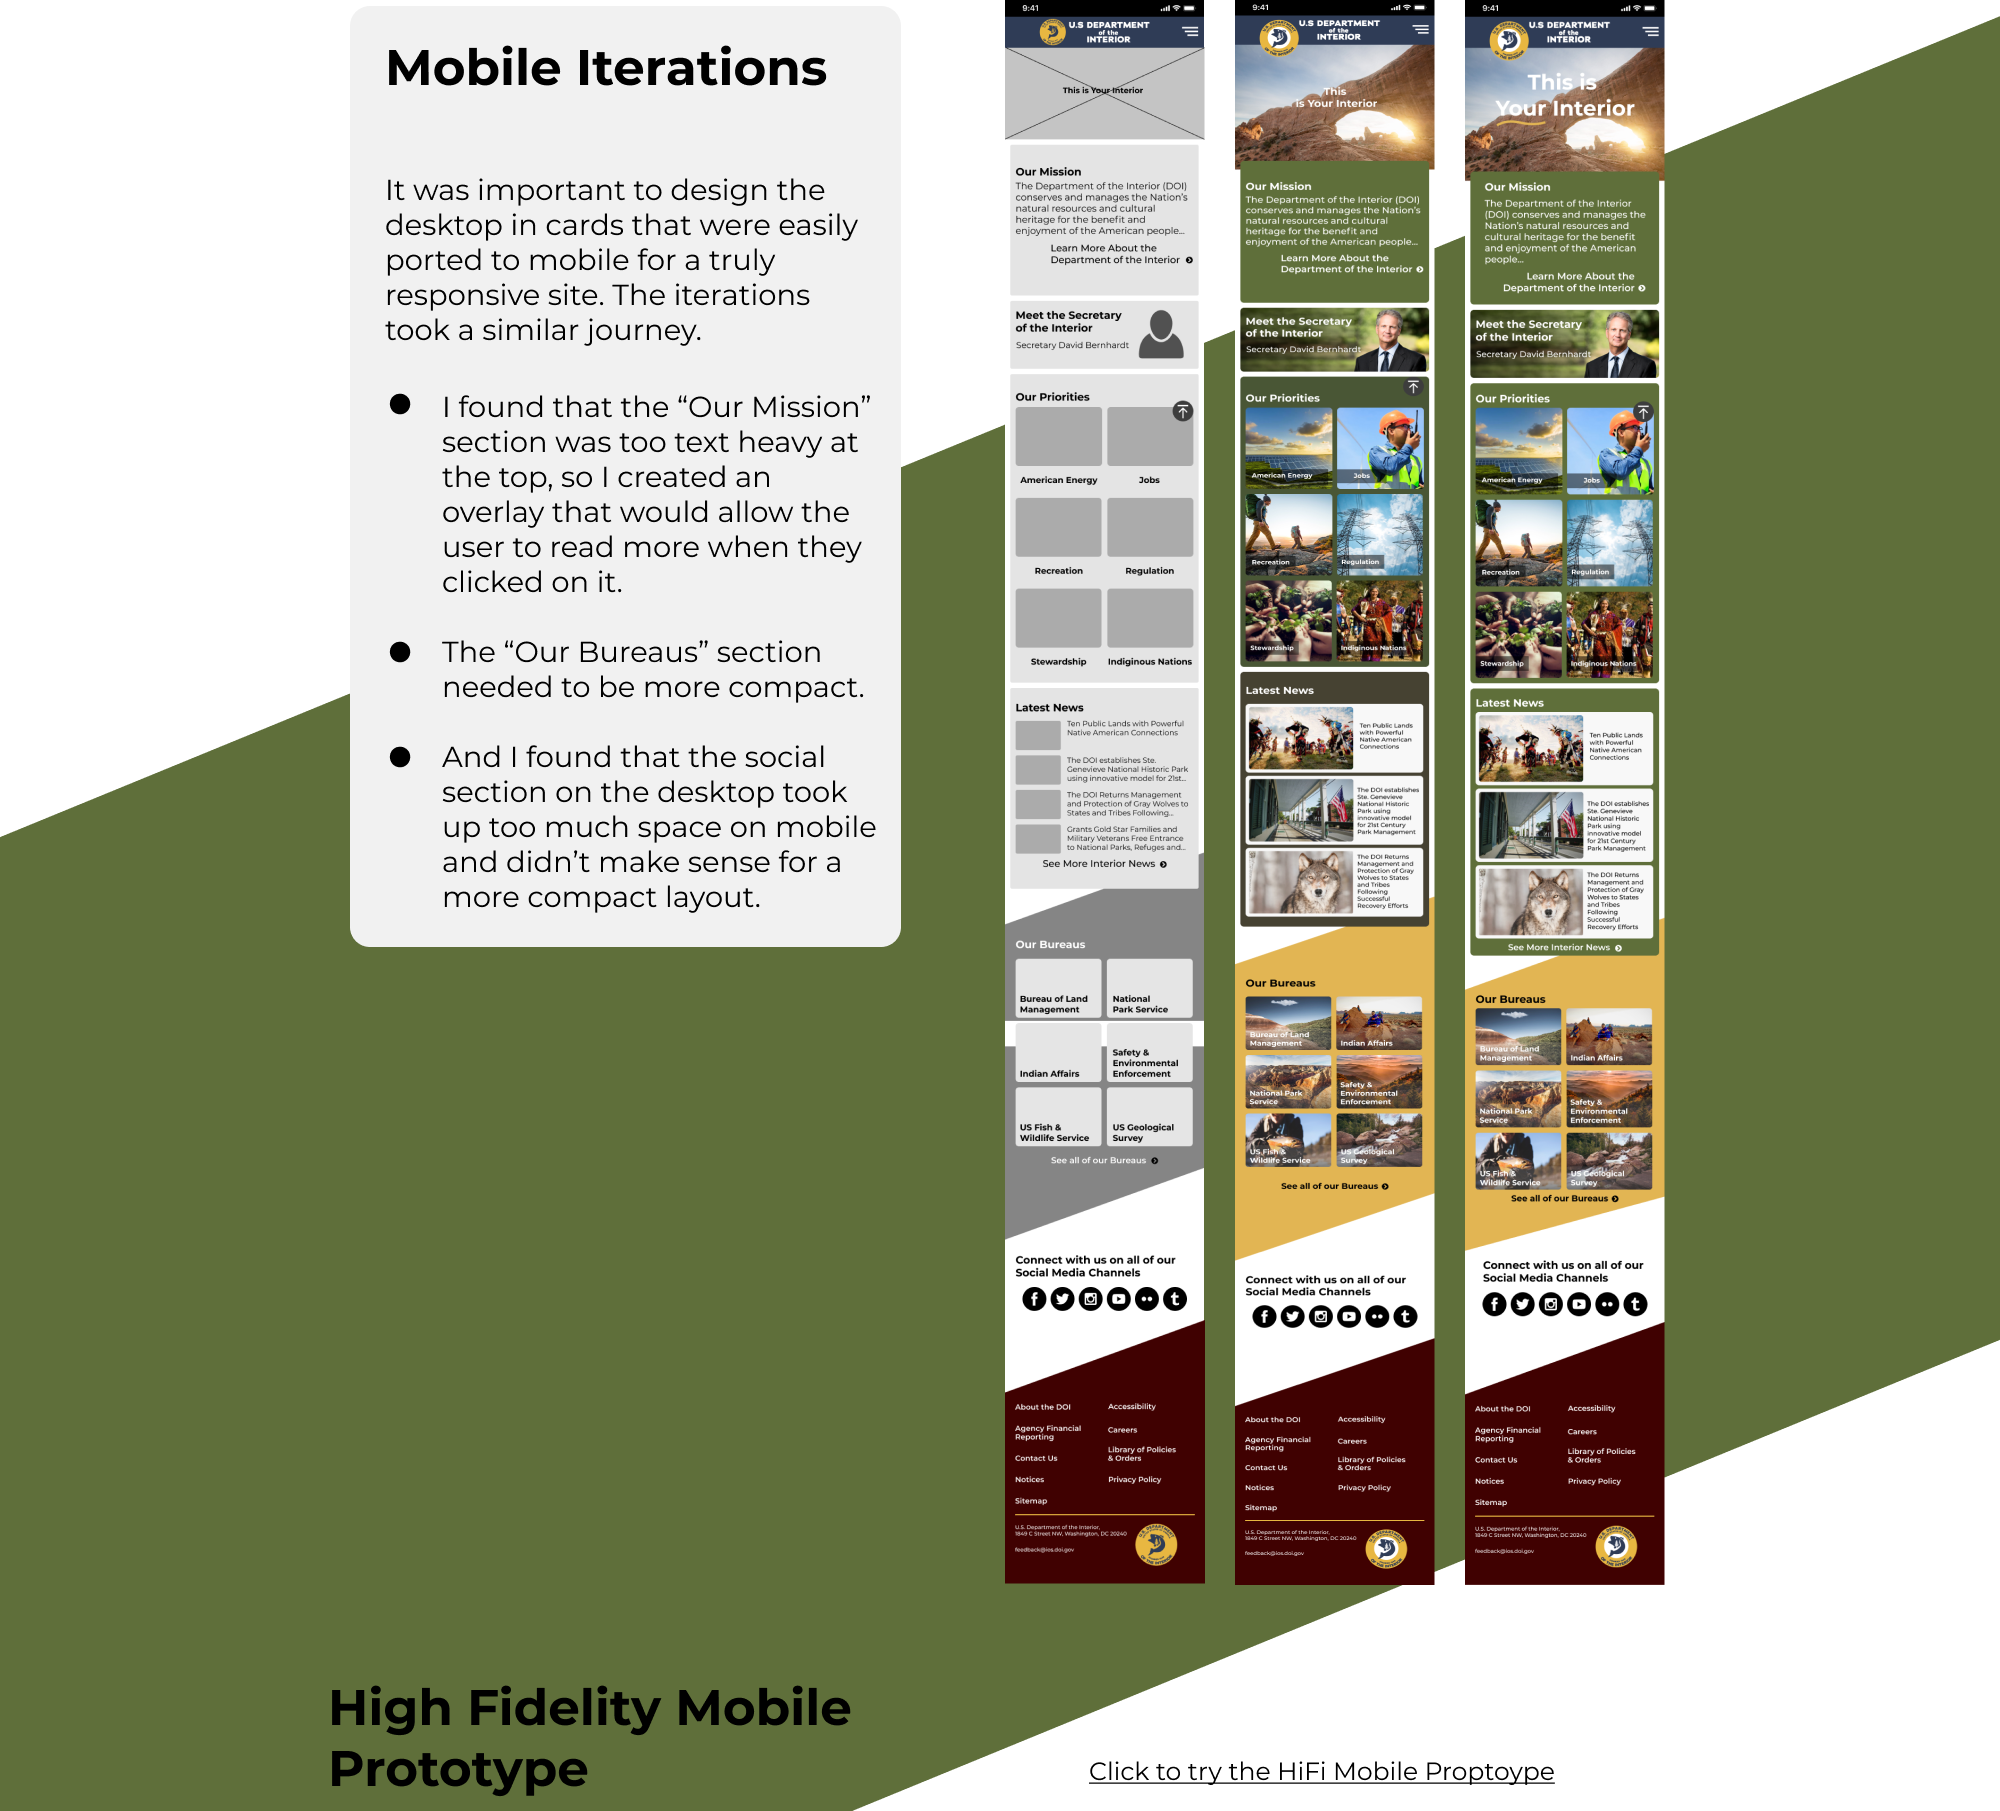 Mobile Iterations
It was important to design the
desktop in cards that were easily
ported to mobile for a truly
responsive site. The iterations
took a similar journey.
● I found that the “Our Mission”
section was too text heavy at
the top, so I created an
overlay that would allow the
user to read more when they
clicked on it.
● The “Our Bureaus” section
needed to be more compact.
● And I found that the social
section on the desktop took
up too much space on mobile
and didn’t make sense for a
more compact layout.
9:41
U.S DEPARTMENT
of the
INTERIOR
This is Your Interior
Our Mission
The Department of the Interior (DOI)
conserves and manages the Nation’s
natural resources and cultural
heritage for the benefit and
enjoyment of the American people...
Learn More About the
Department of the Interior
Meet the Secretary
of the Interior
Secretary David Bernhardt
Our Priorities
American Energy
Jobs
Recreation
Regulation
Stewardship
Indiginous Nations
Latest News
Ten Public Lands with Powerful
Native American Connections
The DOI establishes Ste.
Genevieve National Historic Park
using innovative model for 21st...
The DOI Returns Management
and Protection of Gray Wolves to
States and Tribes Following...
Grants Gold Star Families and
Military Veterans Free Entrance
to National Parks, Refuges and...
See More Interior News
Our Bureaus
Bureau of Land
Management
National
Park Service
Indian Affairs
Safety &
Environmental
Enforcement
US Fish &
Wildlife Service
US Geological
Survey
See all of our Bureaus
Connect with us on all of our
Social Media Channels
About the DOI
Accessibility
Agency Financial
Reporting
Careers
Library of Policies
& Orders
Contact Us
Notices
Privacy Policy
Sitemap
U.S. Department of the Interior,
1849 C Street NW, Washington, DC 20240
feedback@ios.doi.gov
U.S. DEPARTMENT
OF THE INTERIOR
9:41
U.S DEPARTMENT
of the
INTERIOR
This
is Your Interior
Our Mission
The Department of the Interior (DOI)
conserves and manages the Nation’s
natural resources and cultural
heritage for the benefit and
enjoyment of the American people...
Learn More About the
Department of the Interior
Meet the Secretary
of the Interior
Secretary David Bernhardt
Our Priorities
American Energy
Jobs
Recreation
Regulation
Stewardship
Indiginous Nations
Latest News
Ten Public Lands
with Powerful
Native American
Connections
The DOI establishes
Ste. Genevieve
National Historic
Park using
innovative model
for 21st Century
Park Management
The DOI Returns
Management and
Protection of Gray
Wolves to States
and Tribes
Following
Successful
Recovery Efforts
Our Bureaus
Bureau of Land
Management
Indian Affairs
National Park
Service
Safety &
Environmental
Enforcement
US Fish &
Wildlife Service
US Geological
Survey
See all of our Bureaus
Connect with us on all of our
Social Media Channels
About the DOI
Accessibility
Agency Financial
Reporting
Careers
Library of Policies
& Orders
Contact Us
Notices
Privacy Policy
Sitemap
U.S. Department of the Interior,
1849 C Street NW, Washington, DC 20240
feedback@ios.doi.gov
U.S. DEPARTMENT
OF THE INTERIOR
9:41
U.S DEPARTMENT
of the
INTERIOR
This is
Your Interior
Our Mission
The Department of the Interior
(DOI) conserves and manages the
Nation’s natural resources and
cultural heritage for the benefit
and enjoyment of the American
people...
Learn More About the
Department of the Interior
Meet the Secretary
of the Interior
Secretary David Bernhardt
Our Priorities
American Energy
Jobs
Recreation
Regulation
Stewardship
Indiginous Nations
Latest News
Ten Public Lands
with Powerful
Native American
Connections
The DOI establishes
Ste. Genevieve
National Historic
Park using
innovative model
for 21st Century
Park Management
The DOI Returns
Management and
Protection of Gray
Wolves to States
and Tribes
Following
Successful
Recovery Efforts
See More Interior News
Our Bureaus
Bureau of Land
Management
Indian Affairs
National Park
Service
Safety &
Environmental
Enforcement
US Fish &
Wildlife Service
US Geological
Survey
See all of our Bureaus
Connect with us on all of our
Social Media Channels
About the DOI
Accessibility
Agency Financial
Reporting
Careers
Library of Policies
& Orders
Contact Us
Notices
Privacy Policy
Sitemap
U.S. Department of the Interior,
1849 C Street NW, Washington, DC 20240
feedback@ios.doi.gov
U.S. DEPARTMENT
OF THE INTERIOR
High Fidelity Mobile
Prototype
Click to try the HiFi Mobile Proptoype